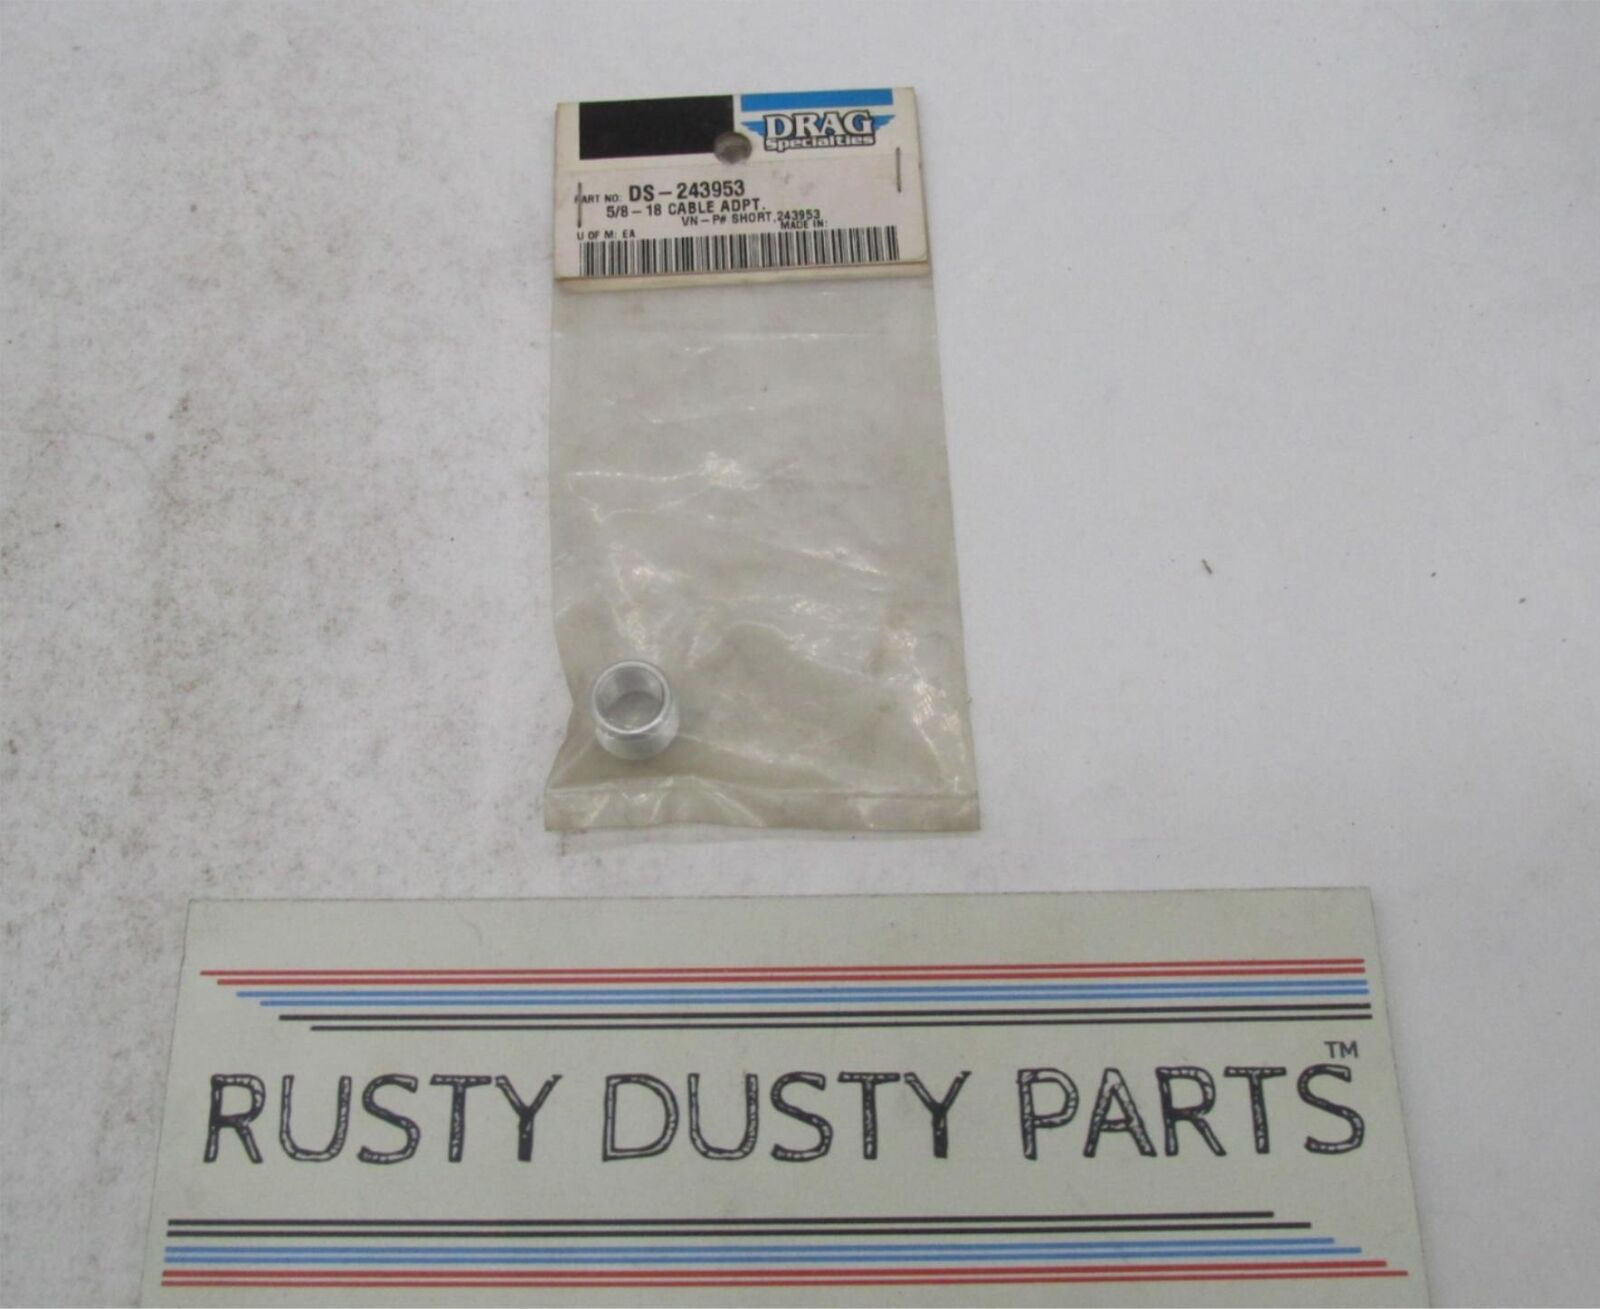 DRAG
Specialties
PART NO: DS-243953
5/8-18 CABLE ADPT.
VN-P# SHORT.243953
U OF M: EA MADE IN:
RUSTY DUSTY PARTS™